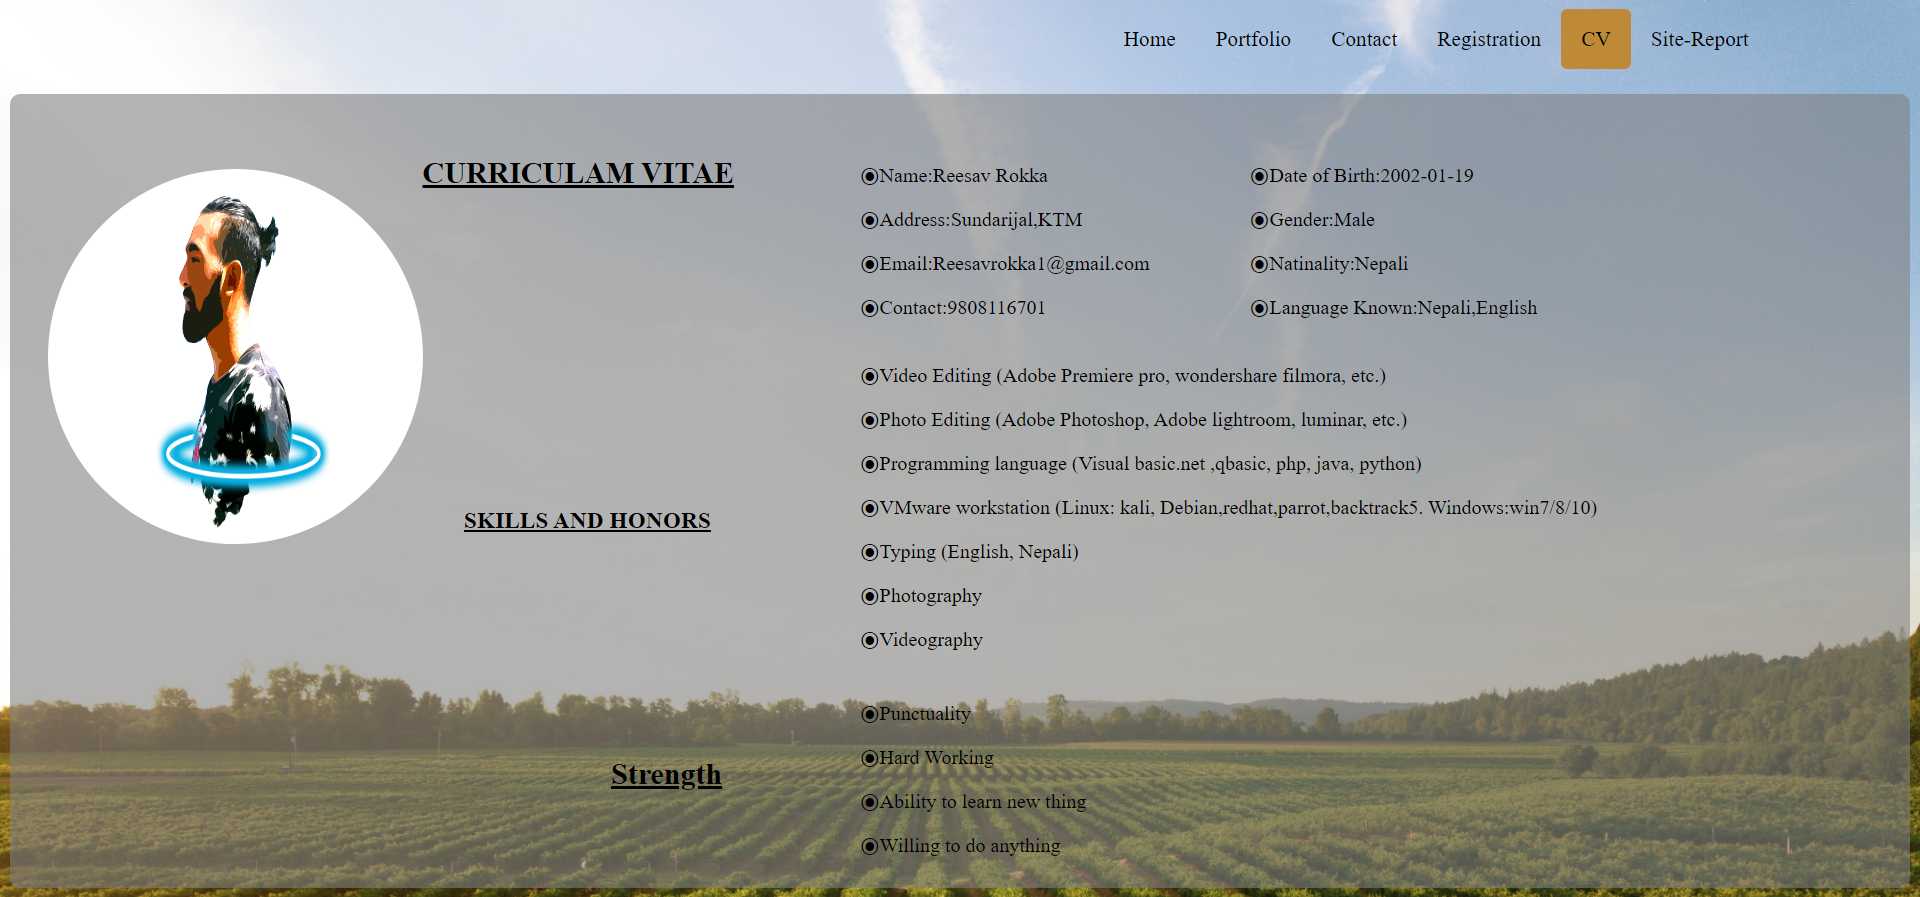 Home Portfolio Contact Registration CV Site-Report
CURRICULAM VITAE
◉Name:Reesav Rokka ◉Date of Birth:2002-01-19
◉Address:Sundarijal,KTM ◉Gender:Male
◉Email:Reesavrokka1@gmail.com ◉Natinality:Nepali
◉Contact:9808116701 ◉Language Known:Nepali,English
SKILLS AND HONORS
◉Video Editing (Adobe Premiere pro, wondershare filmora, etc.)
◉Photo Editing (Adobe Photoshop, Adobe lightroom, luminar, etc.)
◉Programming language (Visual basic.net ,qbasic, php, java, python)
◉VMware workstation (Linux: kali, Debian,redhat,parrot,backtrack5. Windows:win7/8/10)
◉Typing (English, Nepali)
◉Photography
◉Videography
Strength
◉Punctuality
◉Hard Working
◉Ability to learn new thing
◉Willing to do anything